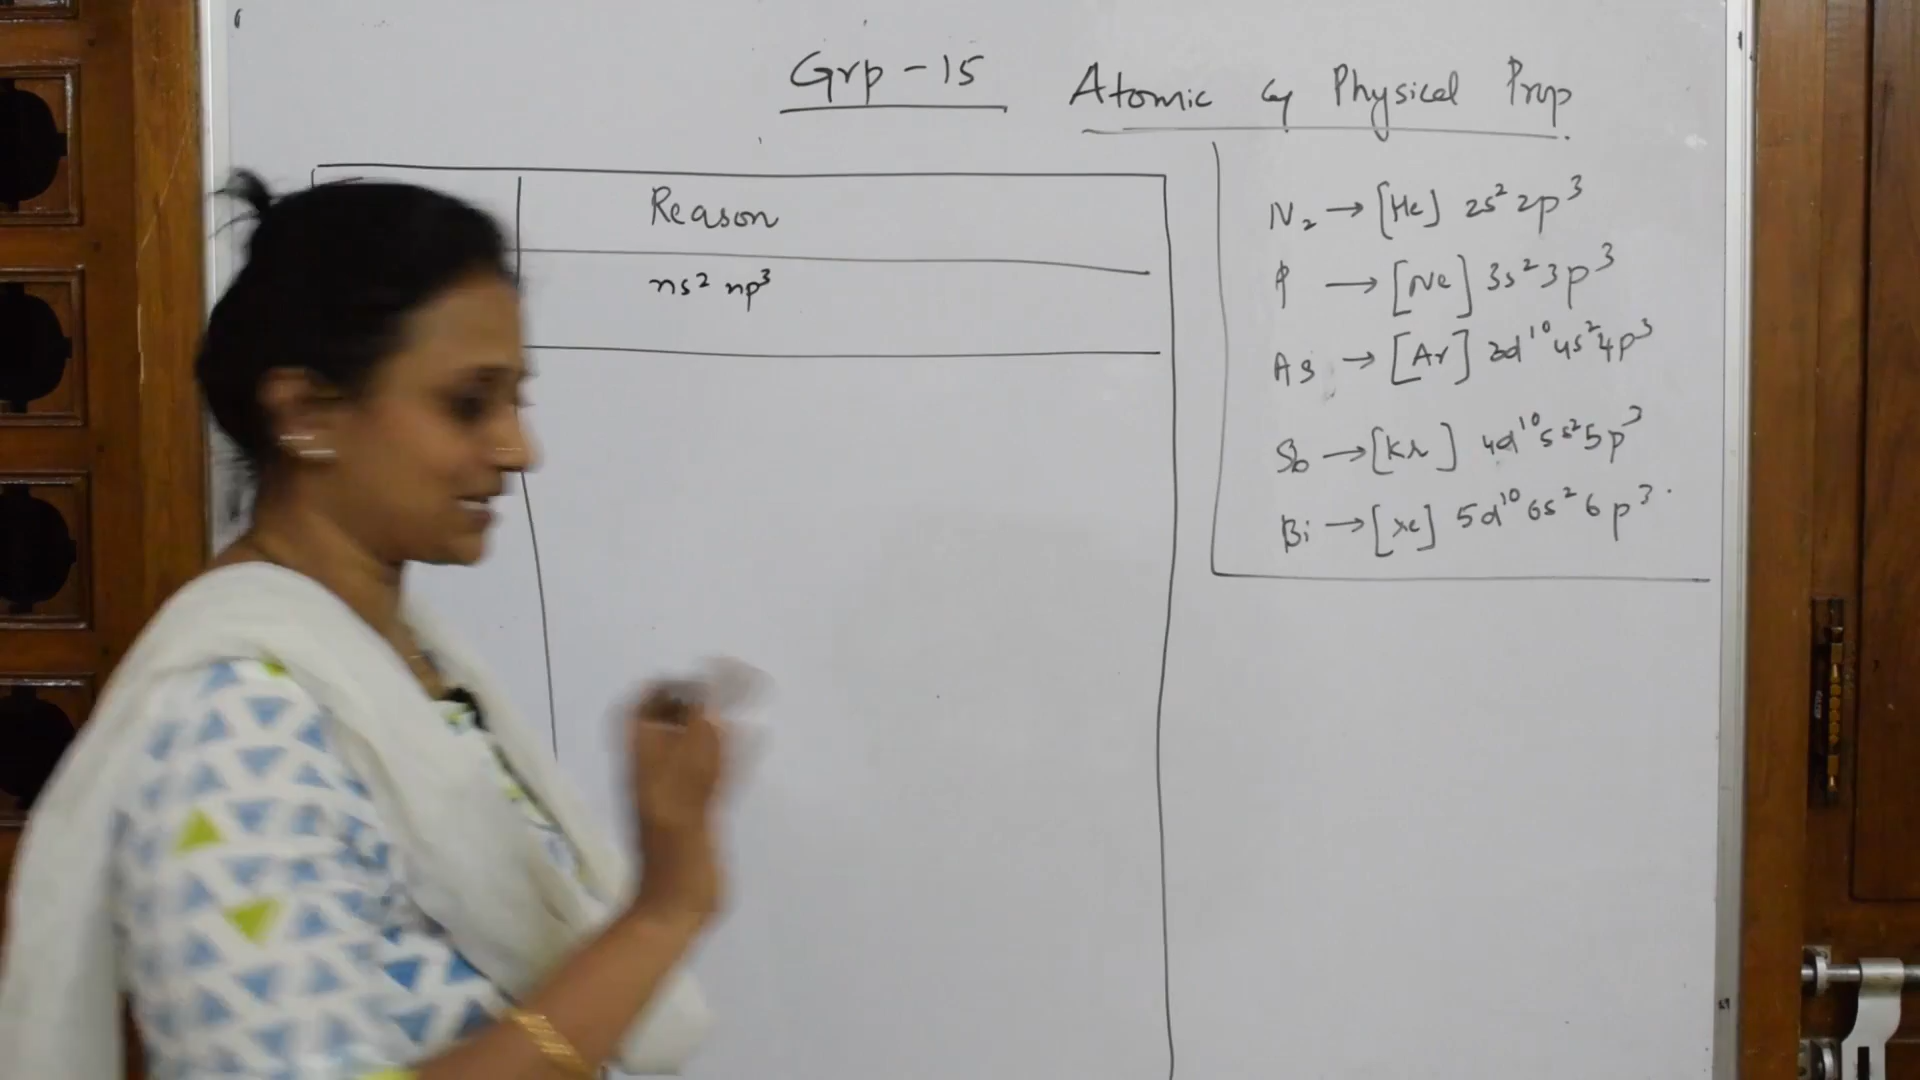 Grp - 15 Atomic & Physical Prop.
Reason
ns² np³
N₂ → [He] 2s² 2p³
P → [Ne] 3s² 3p³
As → [Ar] 3d¹⁰ 4s² 4p³
Sb → [Kr] 4d¹⁰ 5s² 5p³
Bi → [Xe] 5d¹⁰ 6s² 6p³